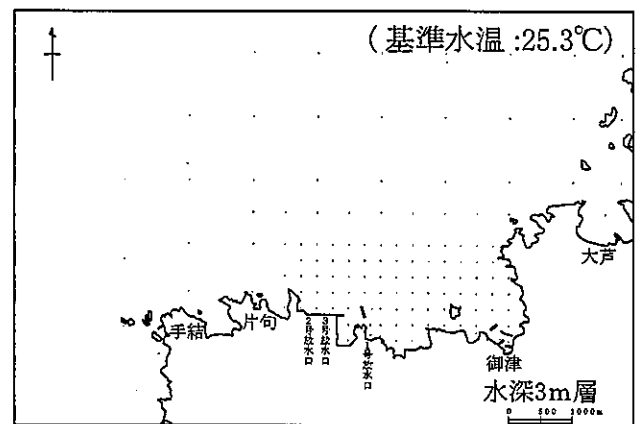 (基準水温:25.3℃)
大芦
手結
片句
2号放水口
3号放水口
1号放水口
御津
水深3m層
0 500 1000m